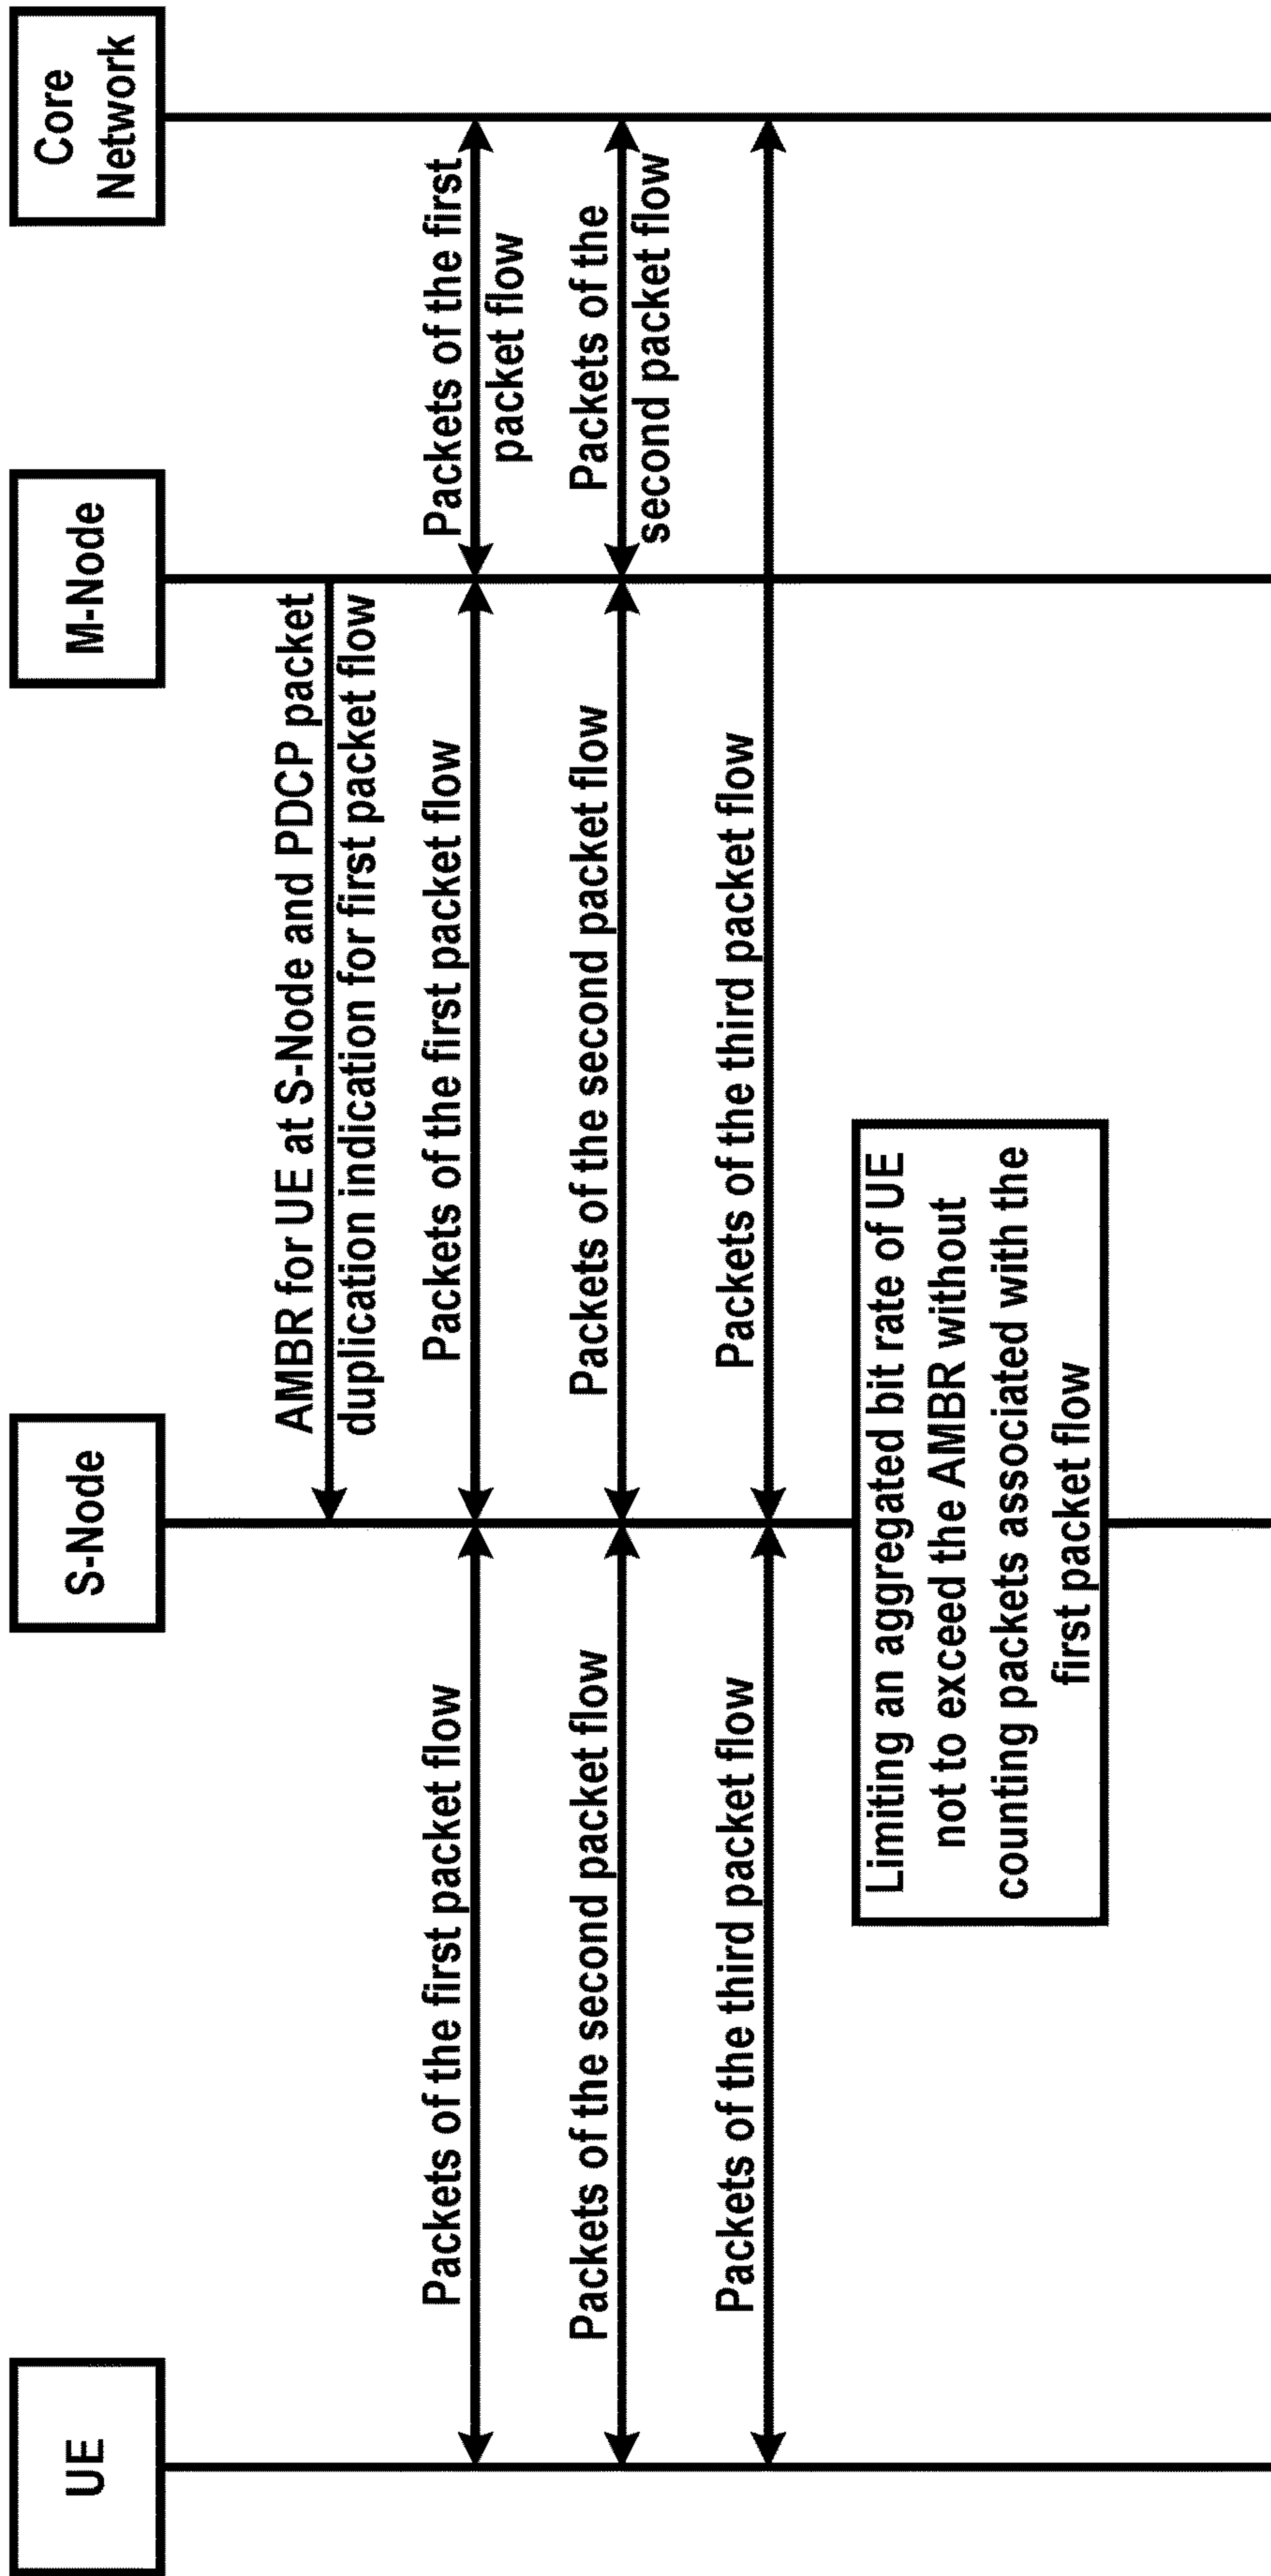 UE
S-Node
M-Node
Core
Network
AMBR for UE at S-Node and PDCP packet
duplication indication for first packet flow
Packets of the first packet flow
Packets of the first packet flow
Packets of the first
packet flow
Packets of the second packet flow
Packets of the second packet flow
Packets of the
second packet flow
Packets of the third packet flow
Packets of the third packet flow
Limiting an aggregated bit rate of UE
not to exceed the AMBR without
counting packets associated with the
first packet flow